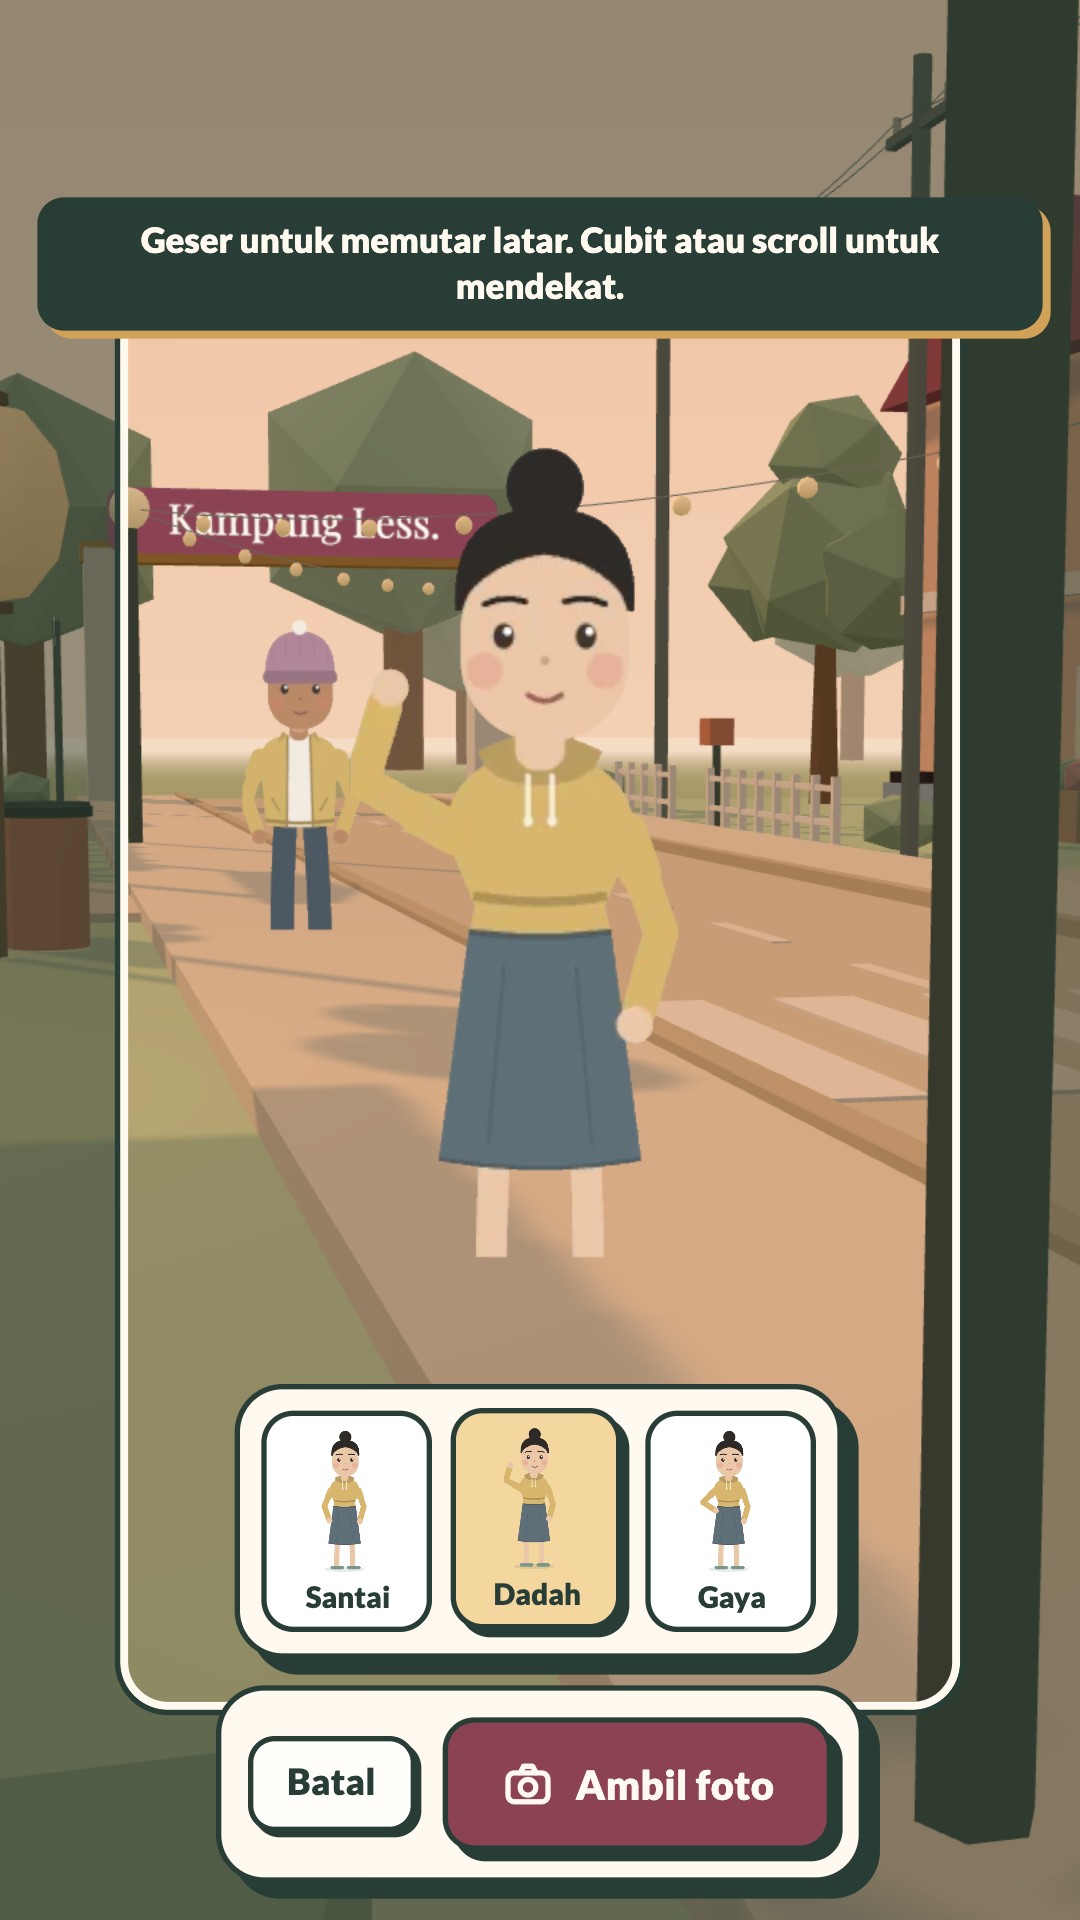 Geser untuk memutar latar. Cubit atau scroll untuk
mendekat.
Kampung Less.
Santai
Dadah
Gaya
Batal
Ambil foto